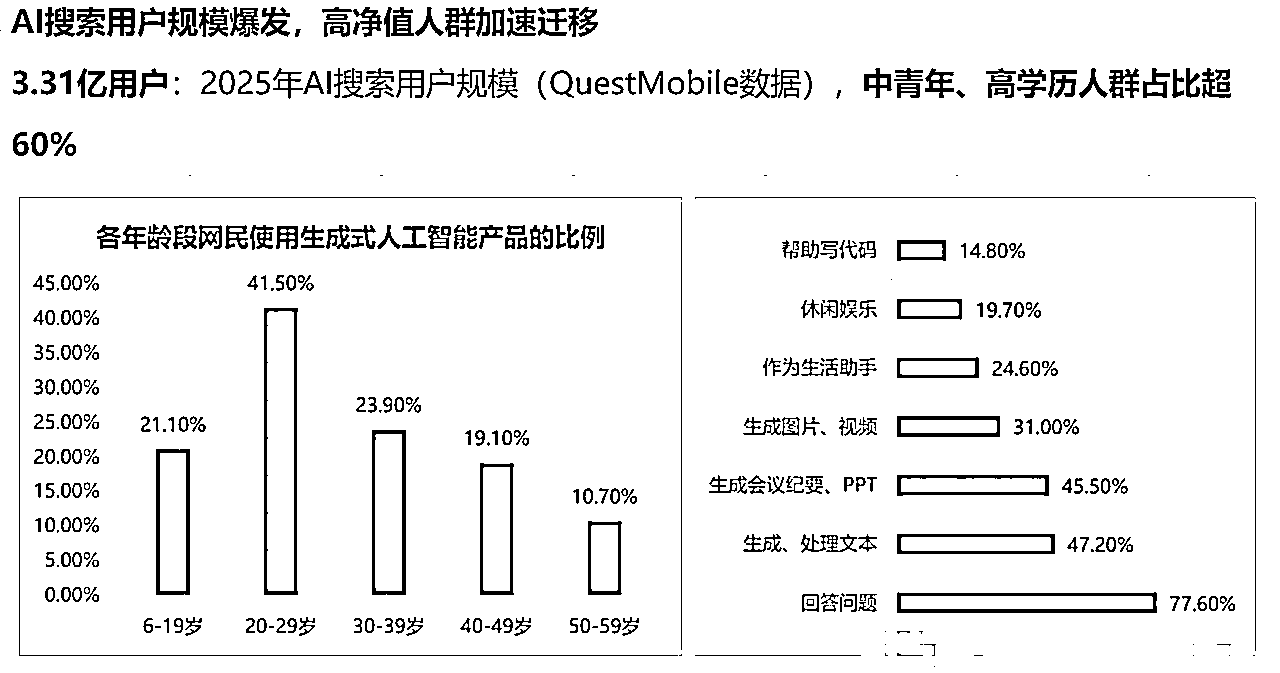 AI搜索用户规模爆发，高净值人群加速迁移
3.31亿用户：2025年AI搜索用户规模（QuestMobile数据），中青年、高学历人群占比超
60%
各年龄段网民使用生成式人工智能产品的比例
45.00%
40.00%
35.00%
30.00%
25.00%
20.00%
15.00%
10.00%
5.00%
0.00%
21.10%
41.50%
23.90%
19.10%
10.70%
6-19岁
20-29岁
30-39岁
40-49岁
50-59岁
帮助写代码 14.80%
休闲娱乐 19.70%
作为生活助手 24.60%
生成图片、视频 31.00%
生成会议纪要、PPT 45.50%
生成、处理文本 47.20%
回答问题 77.60%